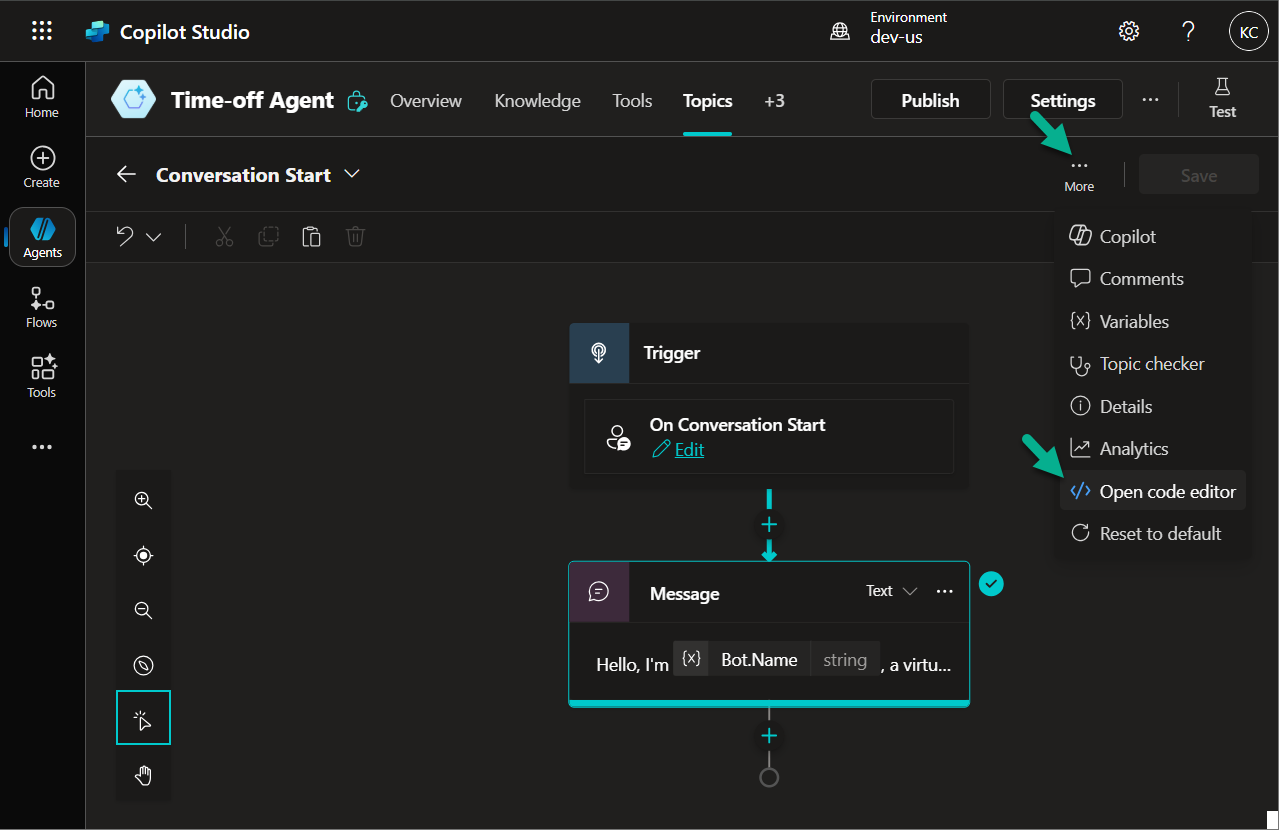 Copilot Studio
Environment
dev-us
KC
Home
Create
Agents
Flows
Tools
Time-off Agent
Overview
Knowledge
Tools
Topics
+3
Publish
Settings
Test
Conversation Start
More
Save
Copilot
Comments
Variables
Topic checker
Details
Analytics
Open code editor
Reset to default
Trigger
On Conversation Start
Edit
Message
Text
Hello, I'm {x} Bot.Name string , a virtu...